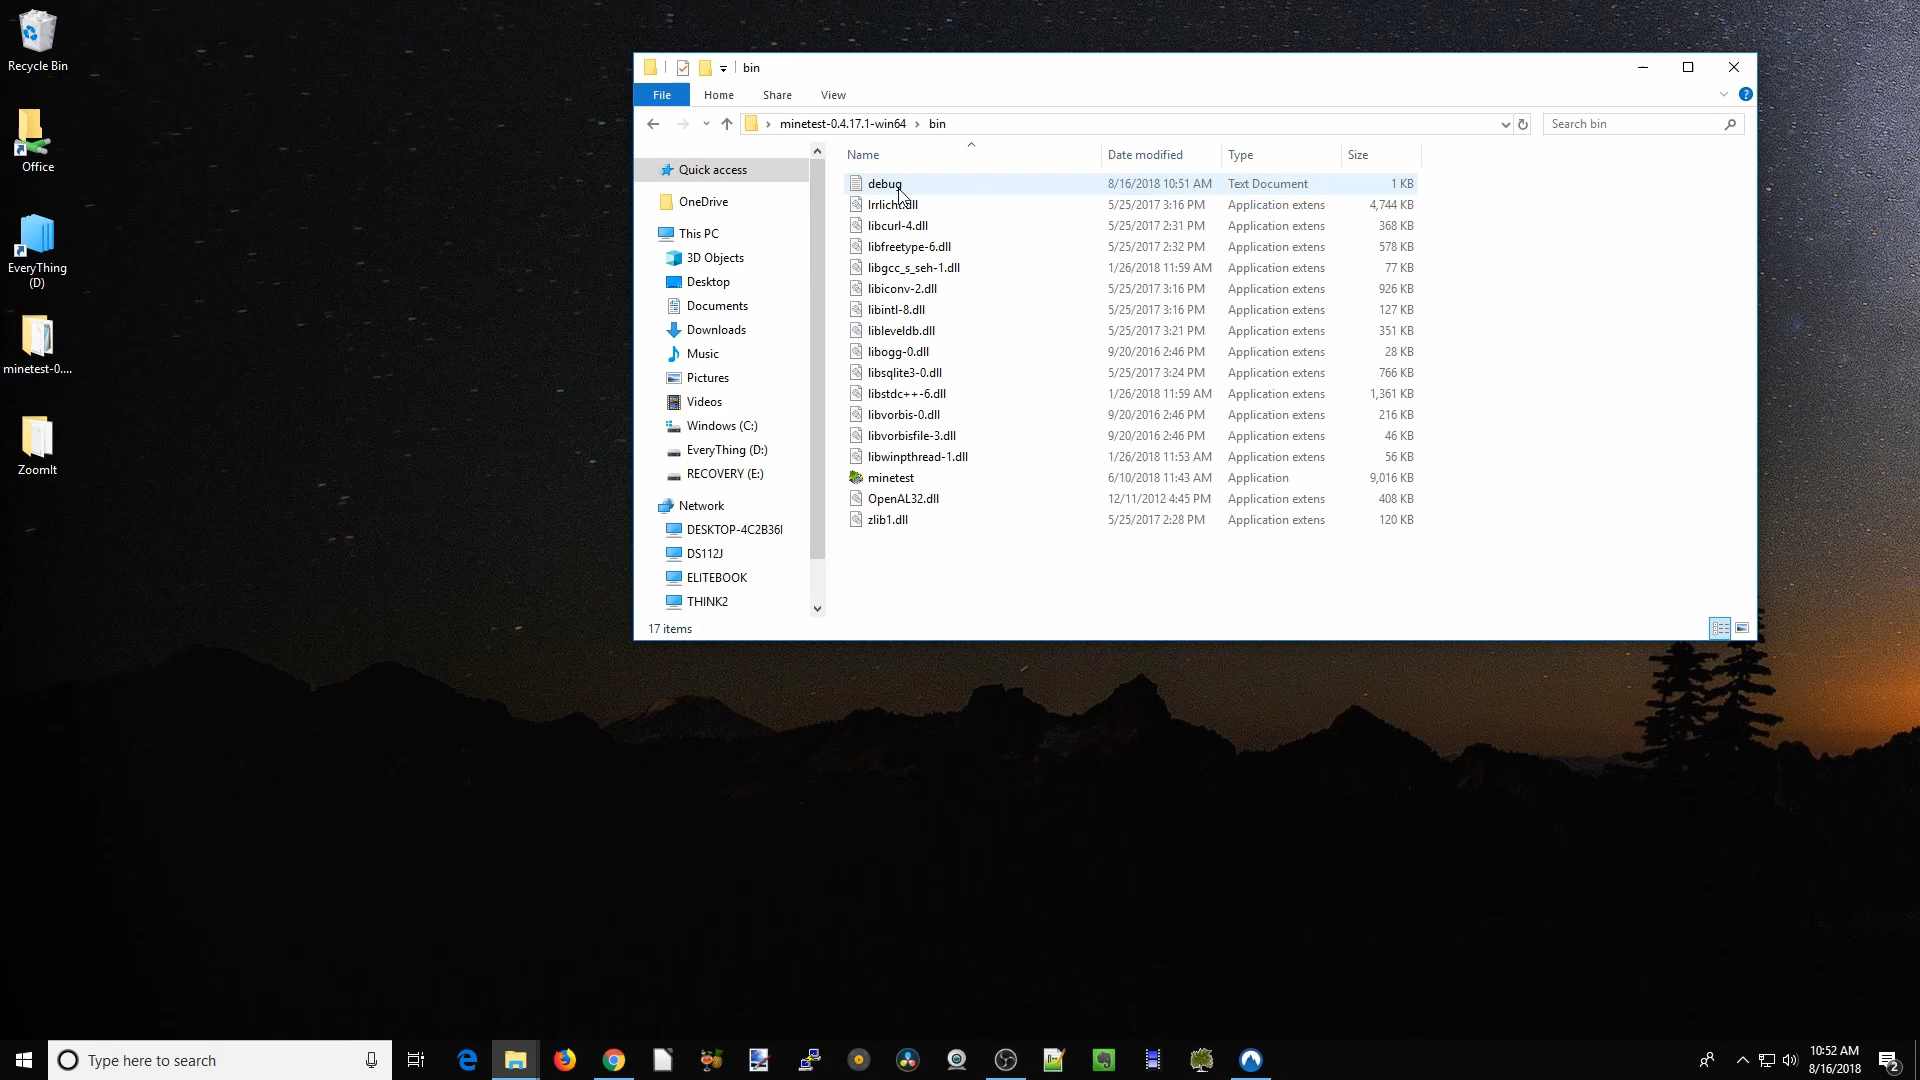 Recycle Bin
Office
EveryThing
(D)
minetest-0....
ZoomIt
bin
File Home Share View
minetest-0.4.17.1-win64 bin
Search bin
Name Date modified Type Size
Quick access
OneDrive
This PC
3D Objects
Desktop
Documents
Downloads
Music
Pictures
Videos
Windows (C:)
EveryThing (D:)
RECOVERY (E:)
Network
DESKTOP-4C2B36I
DS112J
ELITEBOOK
THINK2
debug 8/16/2018 10:51 AM Text Document 1 KB
5/25/2017 3:16 PM Application extens 4,744 KB
libcurl-4.dll 5/25/2017 2:31 PM Application extens 368 KB
libfreetype-6.dll 5/25/2017 2:32 PM Application extens 578 KB
libgcc_s_seh-1.dll 1/26/2018 11:59 AM Application extens 77 KB
libiconv-2.dll 5/25/2017 3:16 PM Application extens 926 KB
libintl-8.dll 5/25/2017 3:16 PM Application extens 127 KB
libleveldb.dll 5/25/2017 3:21 PM Application extens 351 KB
libogg-0.dll 9/20/2016 2:46 PM Application extens 28 KB
libsqlite3-0.dll 5/25/2017 3:24 PM Application extens 766 KB
libstdc++-6.dll 1/26/2018 11:59 AM Application extens 1,361 KB
libvorbis-0.dll 9/20/2016 2:46 PM Application extens 216 KB
libvorbisfile-3.dll 9/20/2016 2:46 PM Application extens 46 KB
libwinpthread-1.dll 1/26/2018 11:53 AM Application extens 56 KB
minetest 6/10/2018 11:43 AM Application 9,016 KB
OpenAL32.dll 12/11/2012 4:45 PM Application extens 408 KB
zlib1.dll 5/25/2017 2:28 PM Application extens 120 KB
17 items
Type here to search
10:52 AM
8/16/2018
2